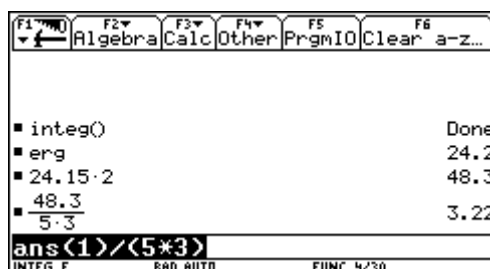 F1 F2 F3 F4 F5 F6
Algebra Calc Other PrgmIO Clear a-z…
integ() Done
erg 24.2
24.15·2 48.3
48.3
5·3 3.22
ans(1)/(5*3)
INTEG_E RAD AUTO FUNC 4/30